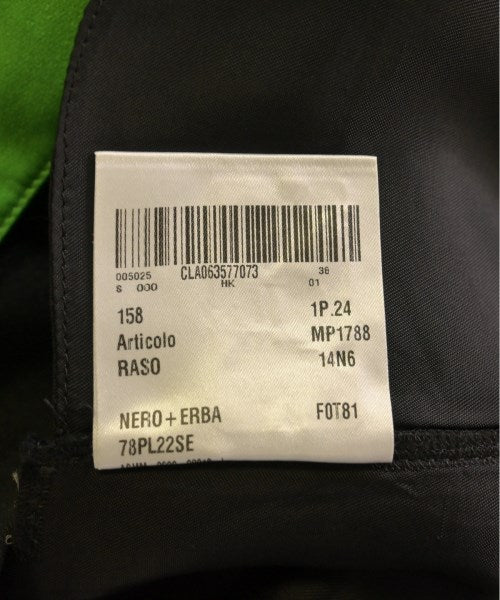 005025 CLA063577073 36
S 000 HK 01
158 1P.24
Articolo MP1788
RASO 14N6
NERO+ERBA F0T81
78PL22SE